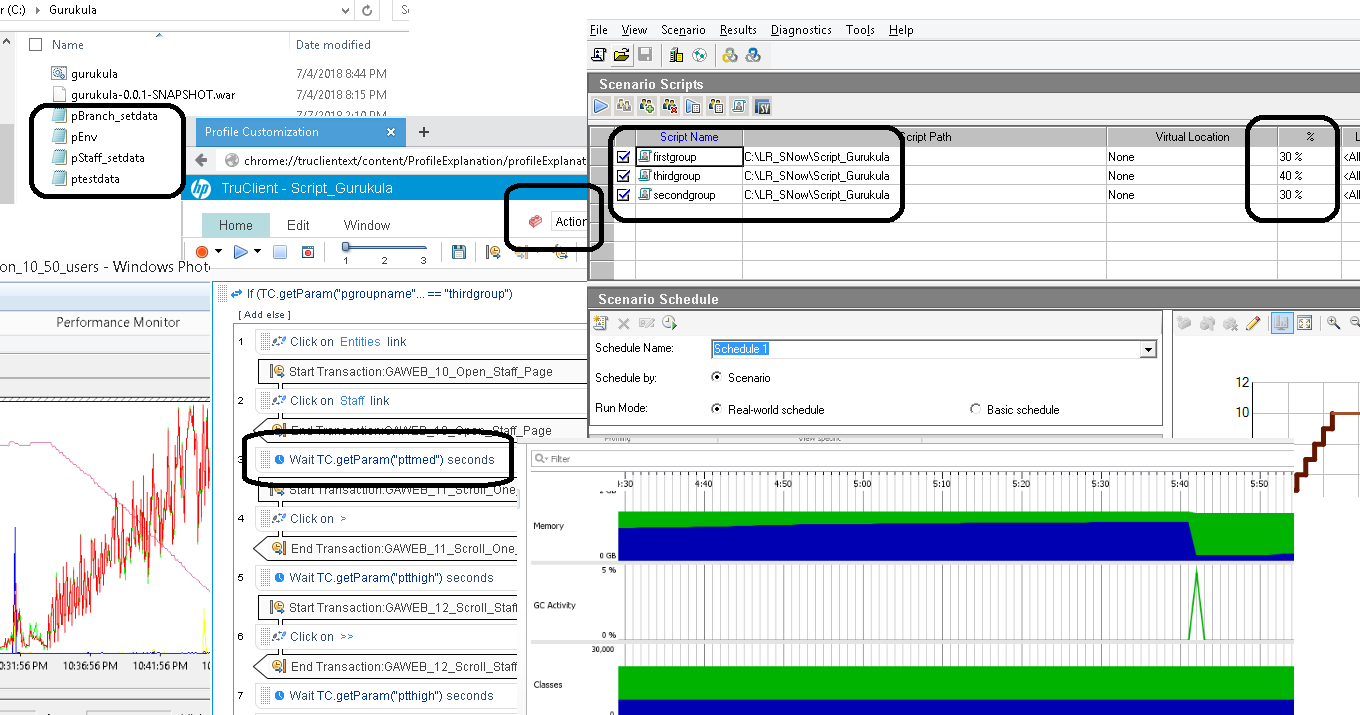 r (C:) Gurukula
Name Date modified
gurukula 7/4/2018 8:44 PM
gurukula-0.0.1-SNAPSHOT.war 7/4/2018 8:15 PM
pBranch_setdata
pEnv
pStaff_setdata
ptestdata
Profile Customization
chrome://truclientext/content/ProfileExplanation/profileExplanat
hp TruClient - Script_Gurukula
Home Edit Window Action
1 2 3
on_10_50_users - Windows Photo
Performance Monitor
0:31:56 PM 10:36:56 PM 10:41:56 PM
If (TC.getParam("pgroupname"... == "thirdgroup")
[ Add else ]
1 Click on Entities link
Start Transaction:GAWEB_10_Open_Staff_Page
2 Click on Staff link
End Transaction:GAWEB_10_Open_Staff_Page
3 Wait TC.getParam("pttmed") seconds
Start Transaction:GAWEB_11_Scroll_One_
4 Click on >
End Transaction:GAWEB_11_Scroll_One_
5 Wait TC.getParam("ptthigh") seconds
Start Transaction:GAWEB_12_Scroll_Staff
6 Click on >>
End Transaction:GAWEB_12_Scroll_Staff
7 Wait TC.getParam("ptthigh") seconds
File View Scenario Results Diagnostics Tools Help
Scenario Scripts
Script Name Script Path Virtual Location % L
firstgroup C:\LR_SNow\Script_Gurukula None 30 % <All
thirdgroup C:\LR_SNow\Script_Gurukula None 40 % <All
secondgroup C:\LR_SNow\Script_Gurukula None 30 % <All
Scenario Schedule
Schedule Name: Schedule 1
Schedule by: Scenario
Run Mode: Real-world schedule Basic schedule
12
10
Filter
4:30 4:40 4:50 5:00 5:10 5:20 5:30 5:40 5:50
Memory
0 GB
5 %
GC Activity
0 %
30,000
Classes
0